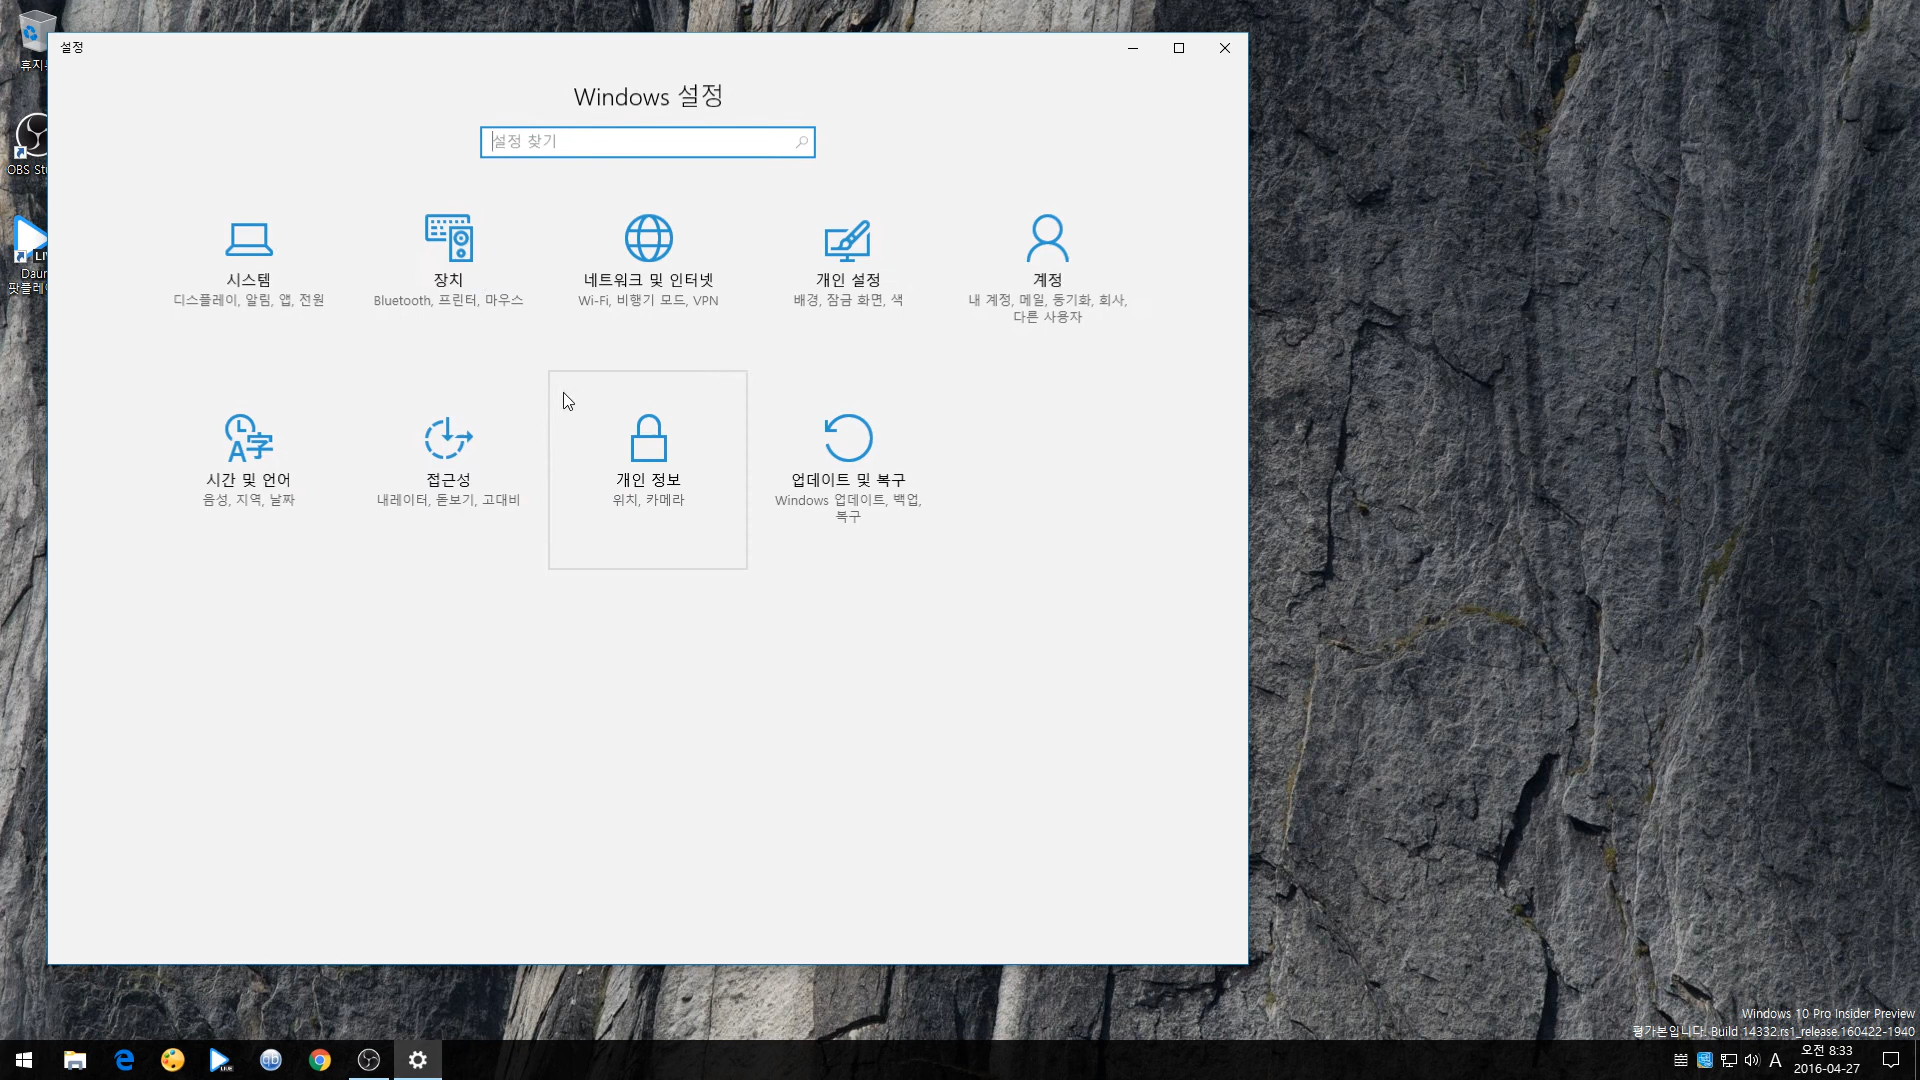 설정
Windows 설정
설정 찾기
시스템
디스플레이, 알림, 앱, 전원
장치
Bluetooth, 프린터, 마우스
네트워크 및 인터넷
Wi-Fi, 비행기 모드, VPN
개인 설정
배경, 잠금 화면, 색
계정
내 계정, 메일, 동기화, 회사,
다른 사용자
시간 및 언어
음성, 지역, 날짜
접근성
내레이터, 돋보기, 고대비
개인 정보
위치, 카메라
업데이트 및 복구
Windows 업데이트, 백업,
복구
OBS
Windows 10 Pro Insider Preview
평가본입니다. Build 14332.rs1_release.160422-1940
A
오전 8:33
2016-04-27